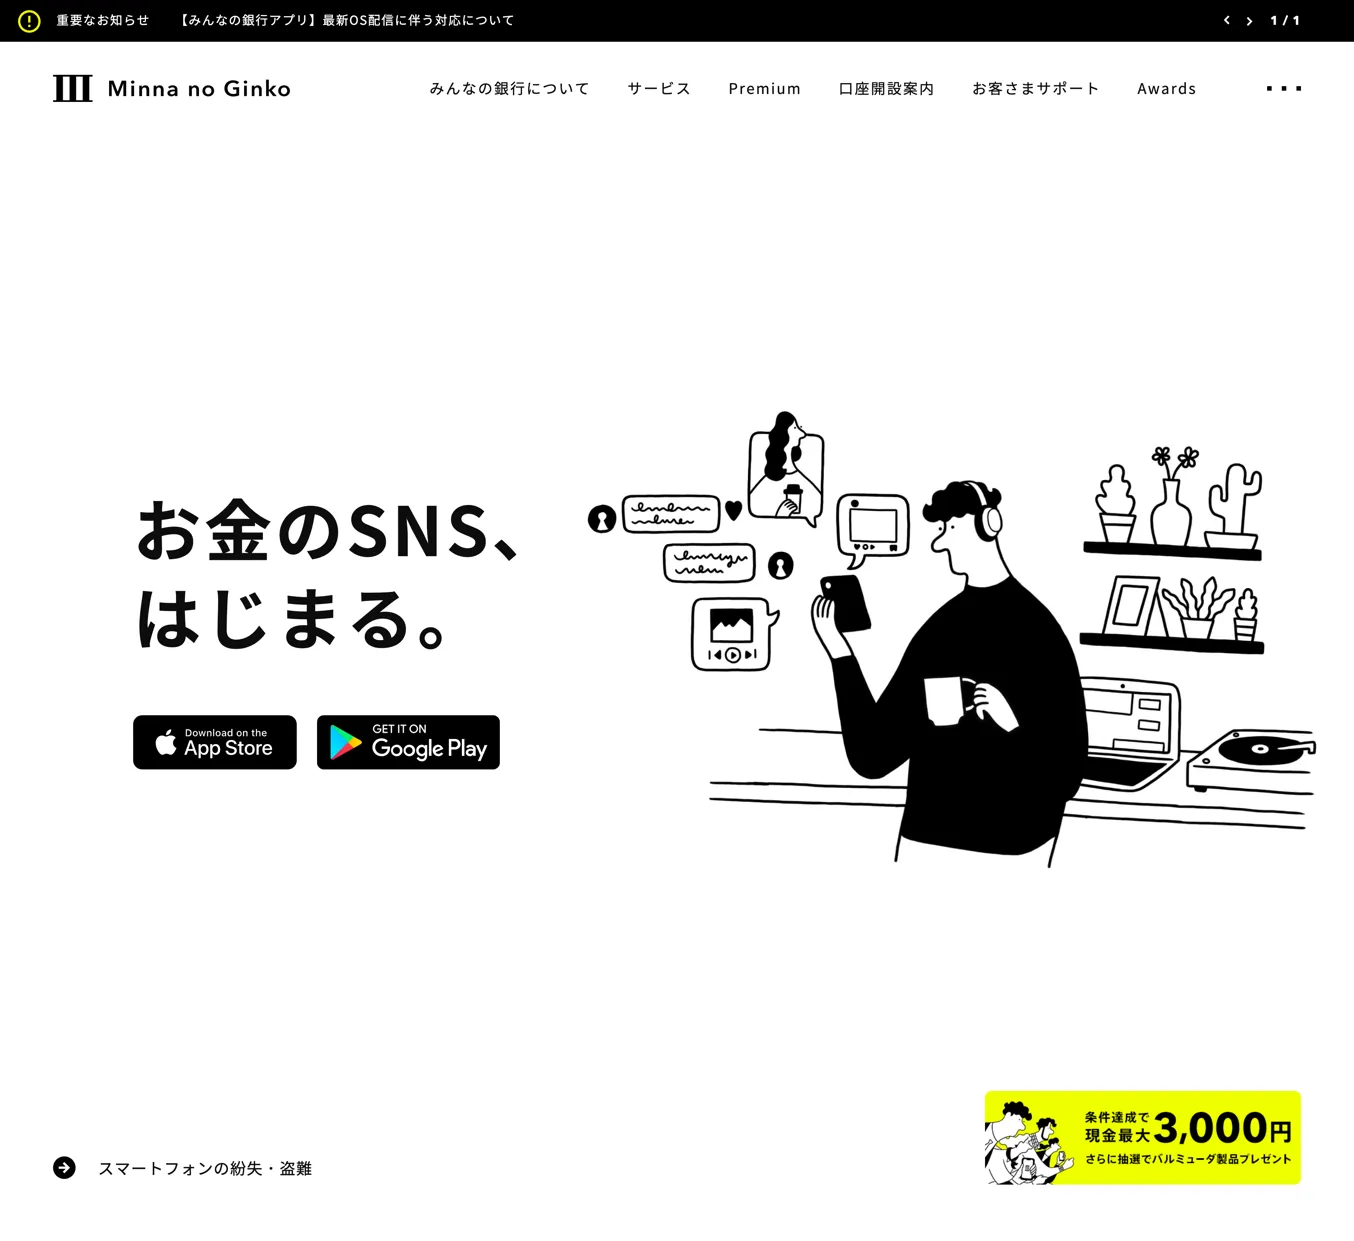 重要なお知らせ 【みんなの銀行アプリ】最新OS配信に伴う対応について 1 / 1
Minna no Ginko みんなの銀行について サービス Premium 口座開設案内 お客さまサポート Awards
お金のSNS、
はじまる。
Download on the
App Store
GET IT ON
Google Play
条件達成で
現金最大3,000円
さらに抽選でバルミューダ製品プレゼント
スマートフォンの紛失・盗難